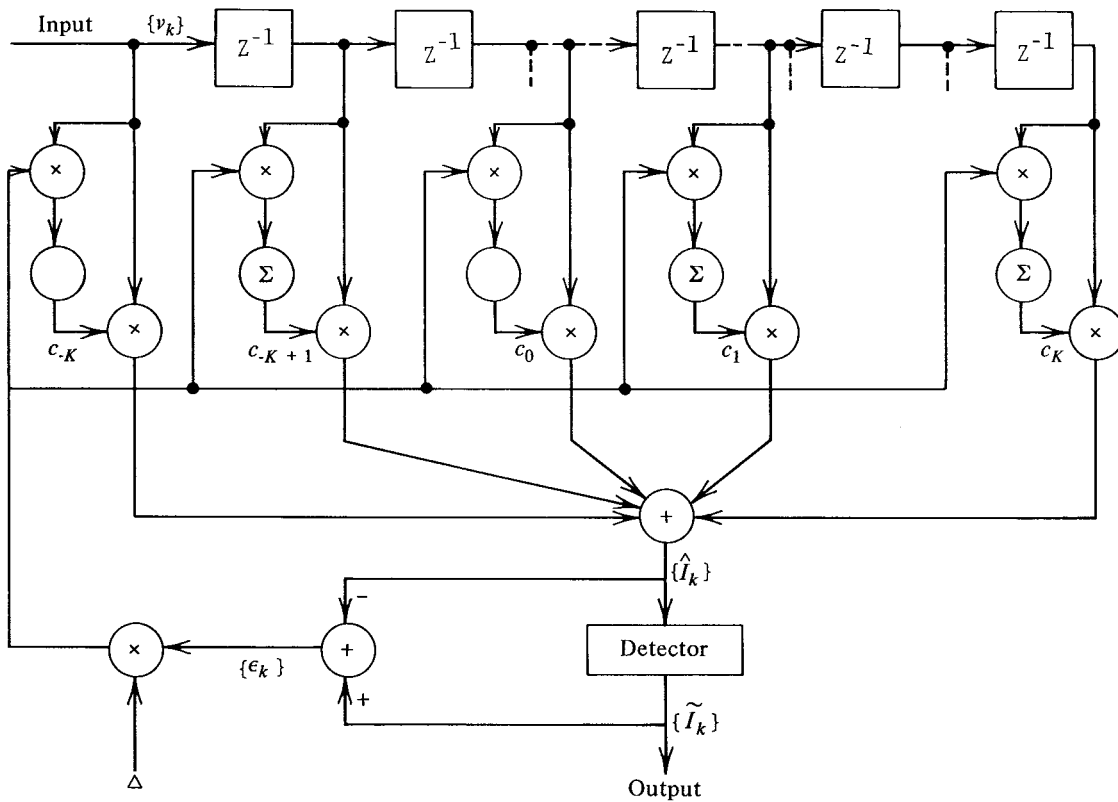 Input {v_k}
Z^{-1} Z^{-1} Z^{-1} Z^{-1} Z^{-1}
× × × × ×
Σ Σ Σ
× × × × ×
c_{-K} c_{-K + 1} c_0 c_1 c_K
+
{Î_k}
−
Detector
× + 
{ϵ_k}
+
{Ĩ_k}
Δ
Output